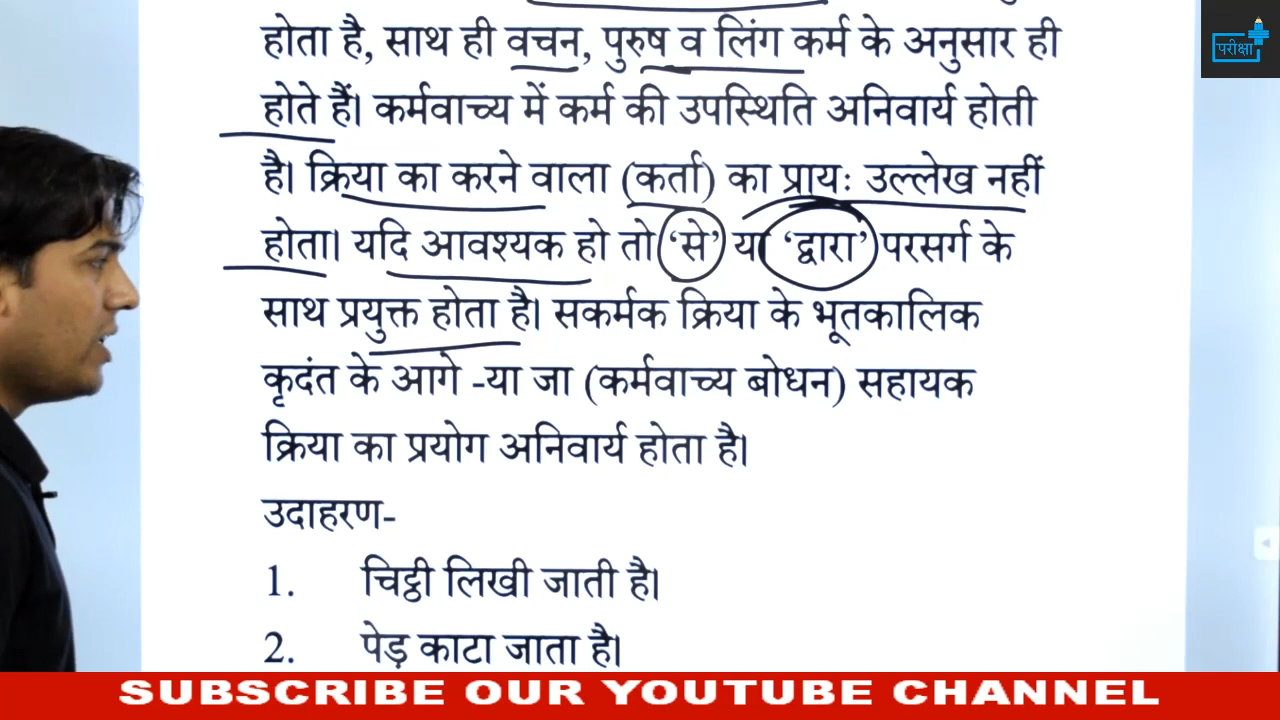 परीक्षा
होता है, साथ ही वचन, पुरुष व लिंग कर्म के अनुसार ही
होते हैं। कर्मवाच्य में कर्म की उपस्थिति अनिवार्य होती
है। क्रिया का करने वाला (कर्ता) का प्रायः उल्लेख नहीं
होता। यदि आवश्यक हो तो ‘से’ या ‘द्वारा’ परसर्ग के
साथ प्रयुक्त होता है। सकर्मक क्रिया के भूतकालिक
कृदंत के आगे -या जा (कर्मवाच्य बोधन) सहायक
क्रिया का प्रयोग अनिवार्य होता है।
उदाहरण-
1. चिट्ठी लिखी जाती है।
2. पेड़ काटा जाता है।
SUBSCRIBE OUR YOUTUBE CHANNEL